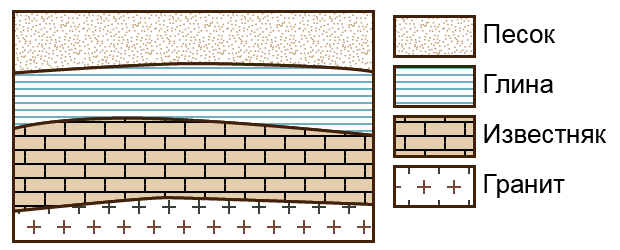 Песок
Глина
Известняк
Гранит